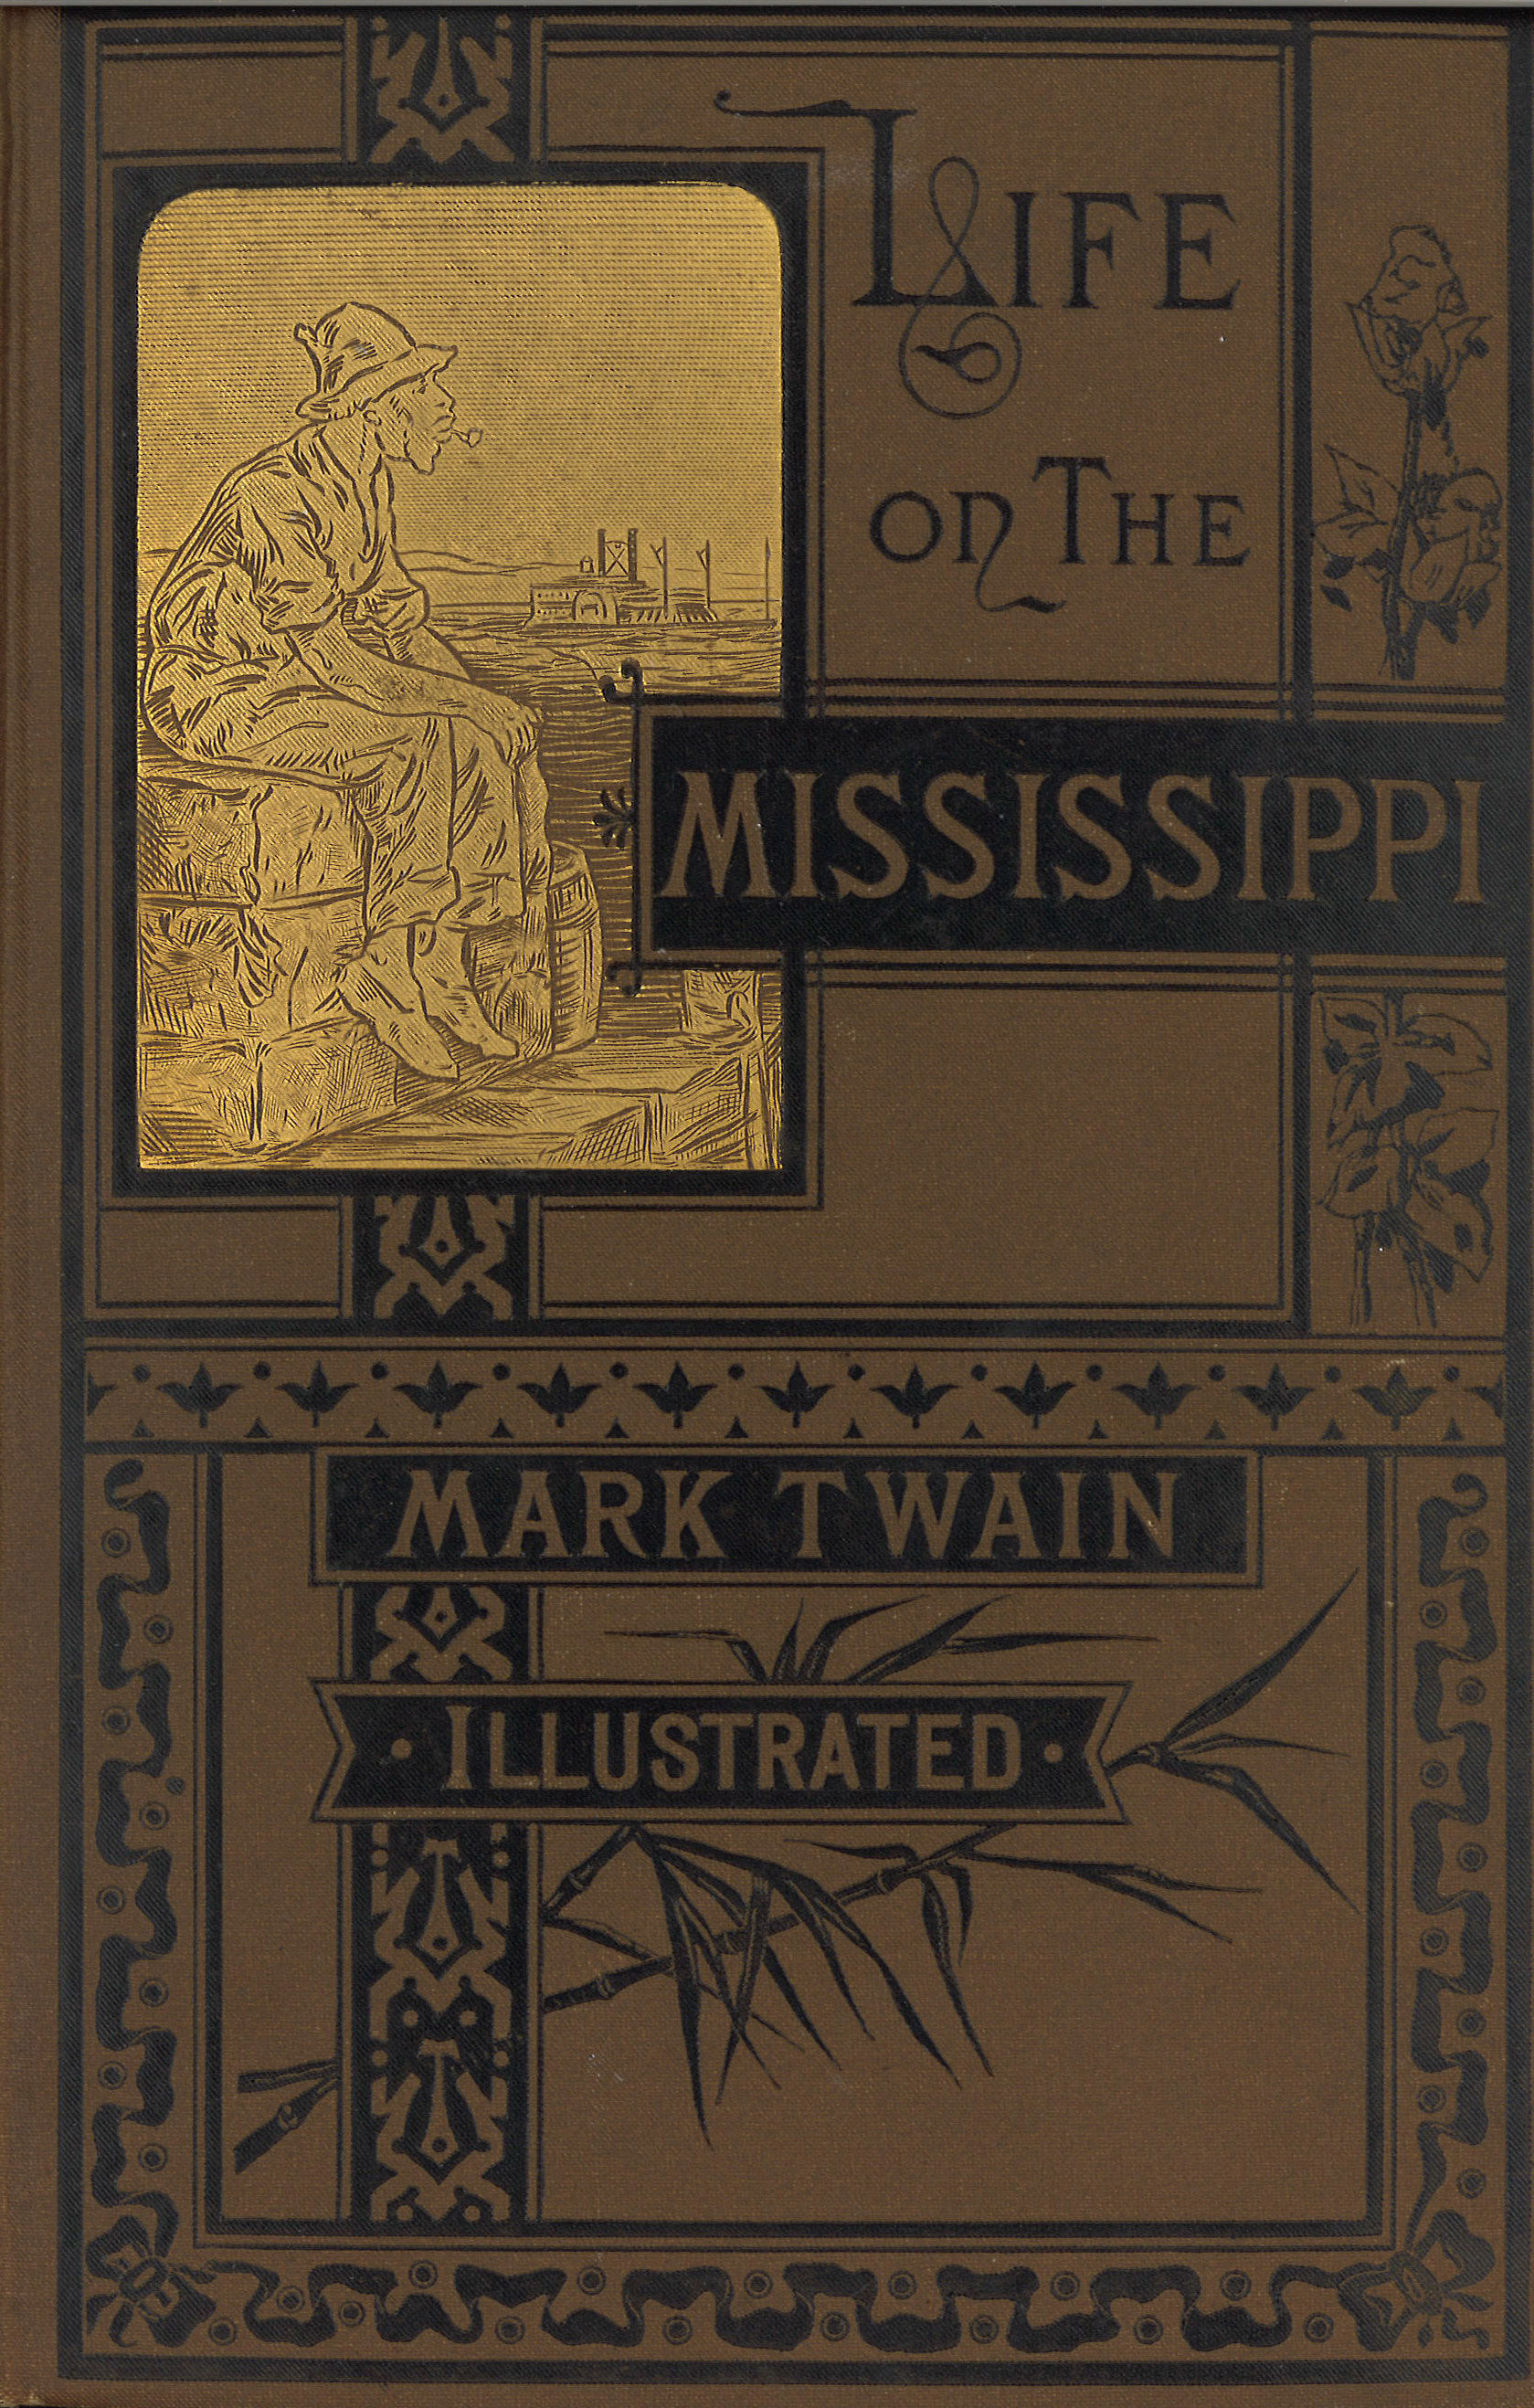 LIFE
ON THE
MISSISSIPPI
MARK TWAIN
· ILLUSTRATED ·